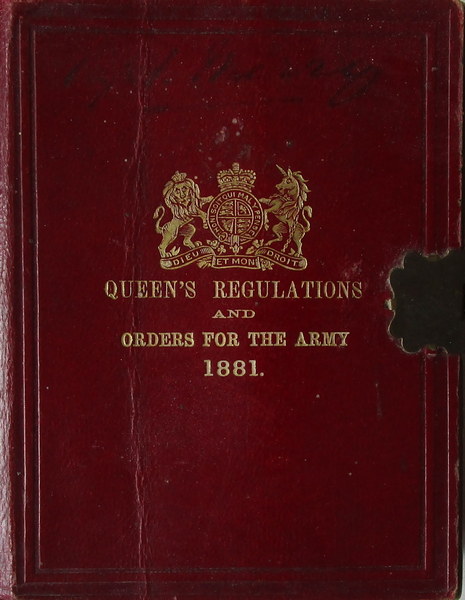 HONI SOIT QUI MAL Y PENSE
DIEU ET MON DROIT
QUEEN'S REGULATIONS
AND
ORDERS FOR THE ARMY
1881.